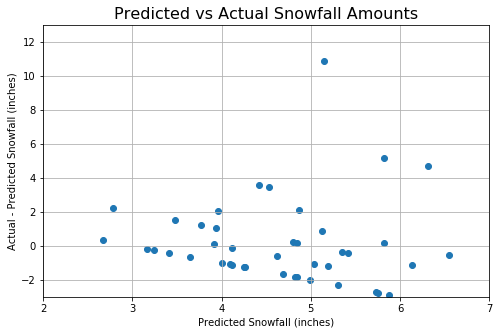 Predicted vs Actual Snowfall Amounts
12
10
8
6
4
2
0
−2
Actual - Predicted Snowfall (inches)
2 3 4 5 6 7
Predicted Snowfall (inches)